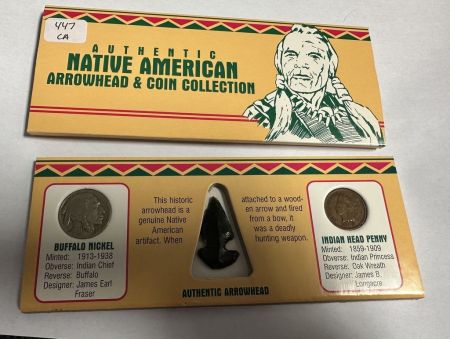 447
CA
AUTHENTIC
NATIVE AMERICAN
ARROWHEAD & COIN COLLECTION
This historic
arrowhead is a
genuine Native
American
artifact. When
attached to a wood-
en arrow and fired
from a bow, it
was a deadly
hunting weapon.
BUFFALO NICKEL
Minted: 1913-1938
Obverse: Indian Chief
Reverse: Buffalo
Designer: James Earl
Fraser
AUTHENTIC ARROWHEAD
INDIAN HEAD PENNY
Minted: 1859-1909
Obverse: Indian Princess
Reverse: Oak Wreath
Designer: James B.
Longacre